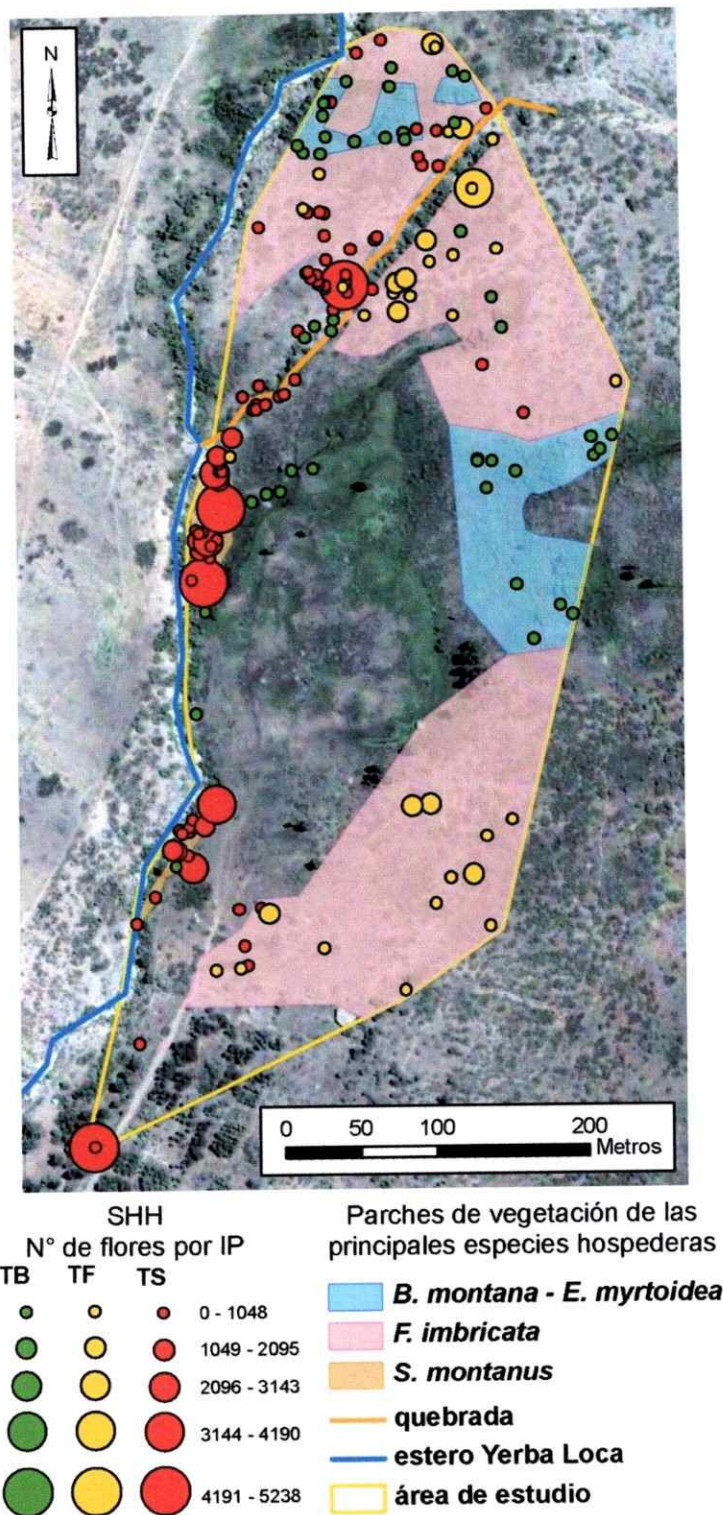 N
0 50 100 200
Metros
SHH
N° de flores por IP
TB TF TS
0 - 1048
1049 - 2095
2096 - 3143
3144 - 4190
4191 - 5238
Parches de vegetación de las
principales especies hospederas
B. montana - E. myrtoidea
F. imbricata
S. montanus
quebrada
estero Yerba Loca
área de estudio